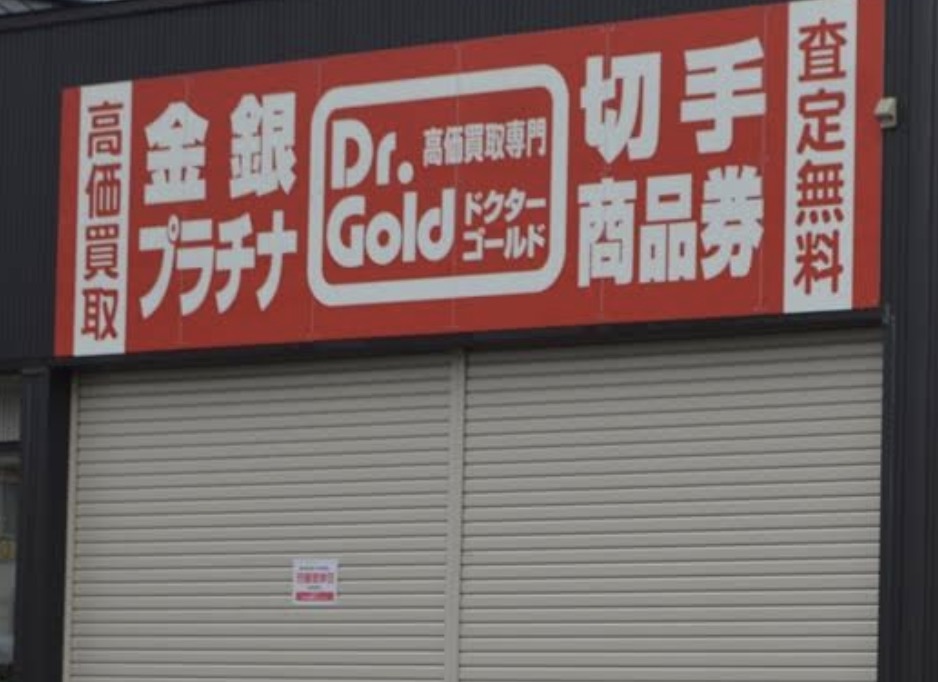 高価買取
金銀
プラチナ
Dr.
Gold
高価買取専門
ドクター
ゴールド
切手
商品券
査定無料